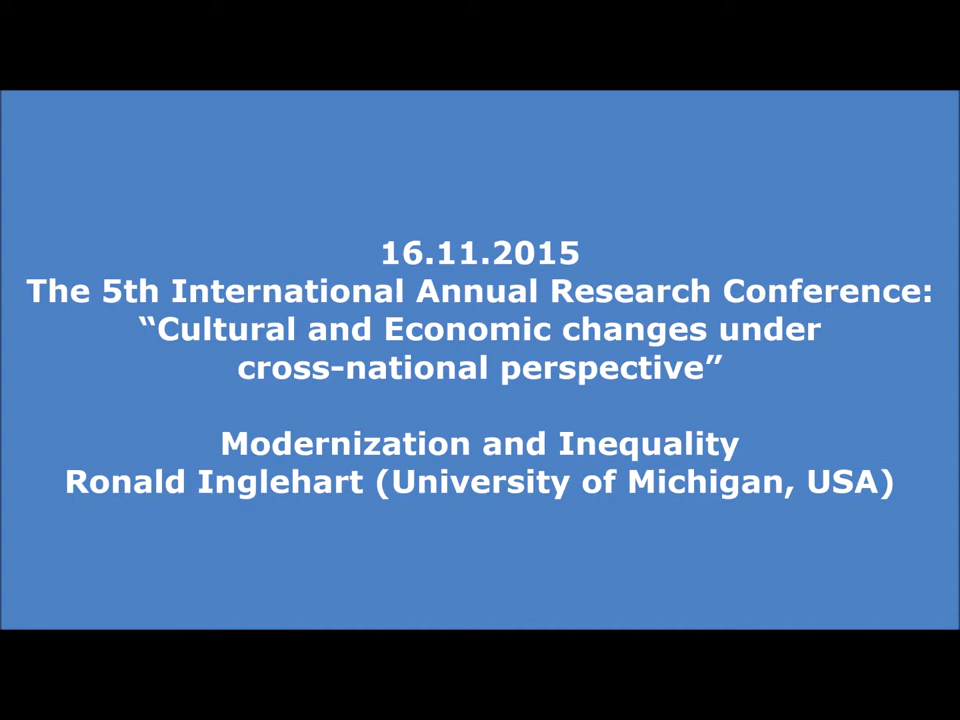 16.11.2015
The 5th International Annual Research Conference:
“Cultural and Economic changes under
cross-national perspective”
Modernization and Inequality
Ronald Inglehart (University of Michigan, USA)